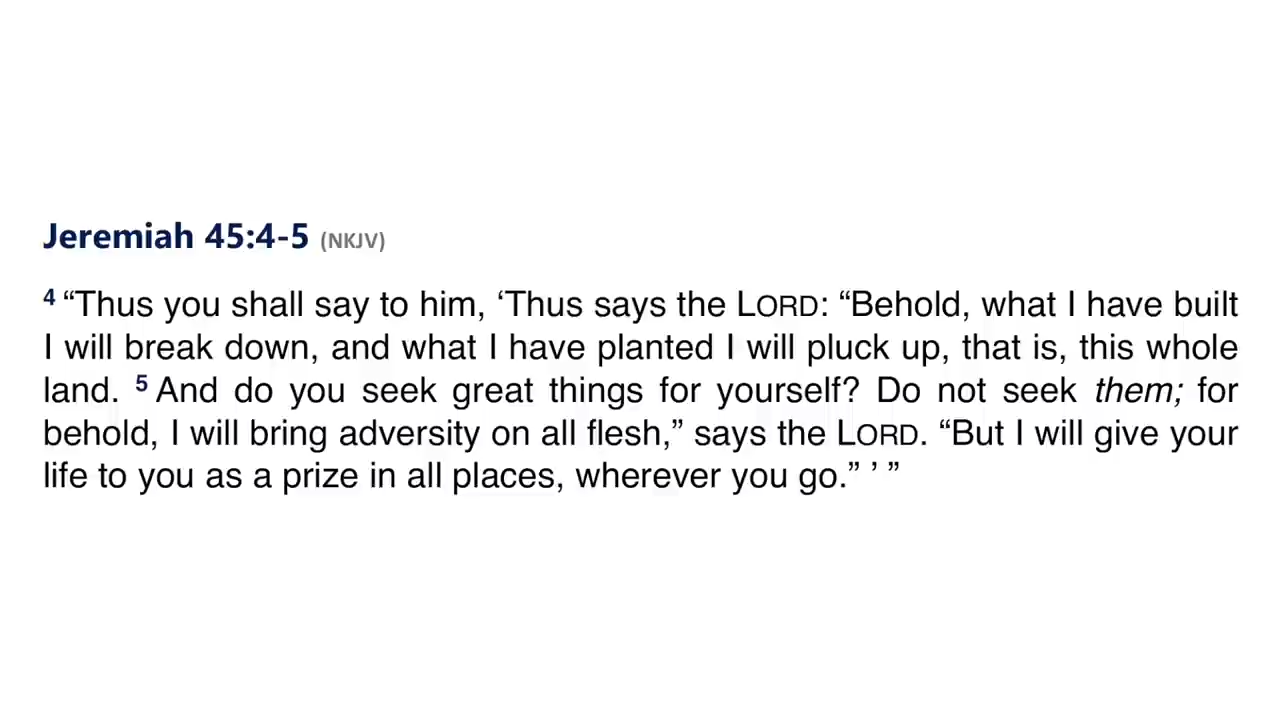 Jeremiah 45:4-5 (NKJV)
4 “Thus you shall say to him, ‘Thus says the LORD: “Behold, what I have built
I will break down, and what I have planted I will pluck up, that is, this whole
land. 5 And do you seek great things for yourself? Do not seek them; for
behold, I will bring adversity on all flesh,” says the LORD. “But I will give your
life to you as a prize in all places, wherever you go.” ’ ”